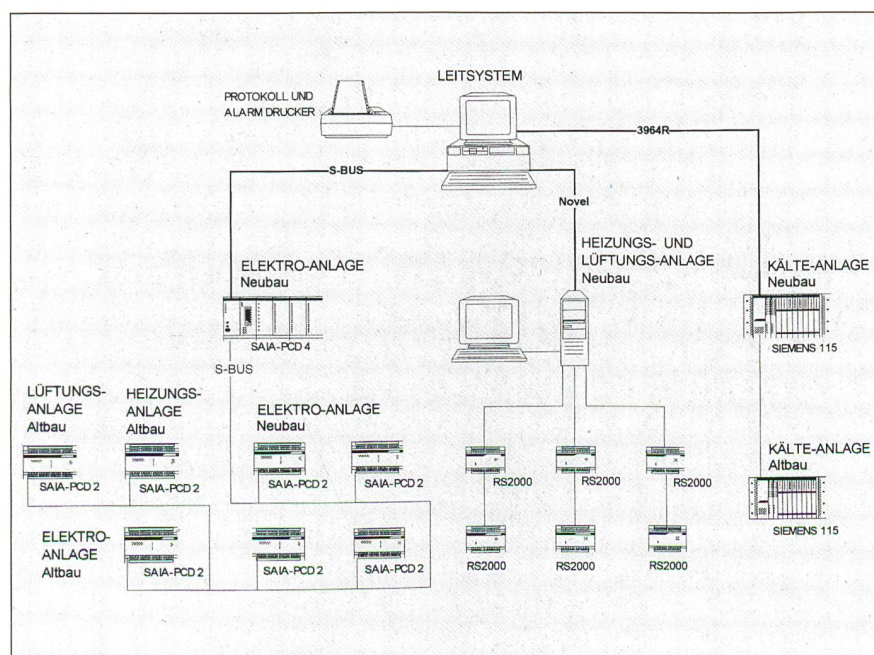 LEITSYSTEM
PROTOKOLL UND
ALARM DRUCKER
3964R
S-BUS
Novel
HEIZUNGS- UND
LÜFTUNGS-ANLAGE
Neubau
ELEKTRO-ANLAGE
Neubau
KÄLTE-ANLAGE
Neubau
SAIA-PCD 4
SIEMENS 115
S-BUS
LÜFTUNGS-
ANLAGE
Altbau
HEIZUNGS-
ANLAGE
Altbau
ELEKTRO-ANLAGE
Neubau
KÄLTE-ANLAGE
Altbau
SAIA-PCD 2
SAIA-PCD 2
SAIA-PCD 2
SAIA-PCD 2
RS2000
RS2000
RS2000
SIEMENS 115
ELEKTRO-
ANLAGE
Altbau
SAIA-PCD 2
SAIA-PCD 2
SAIA-PCD 2
RS2000
RS2000
RS2000